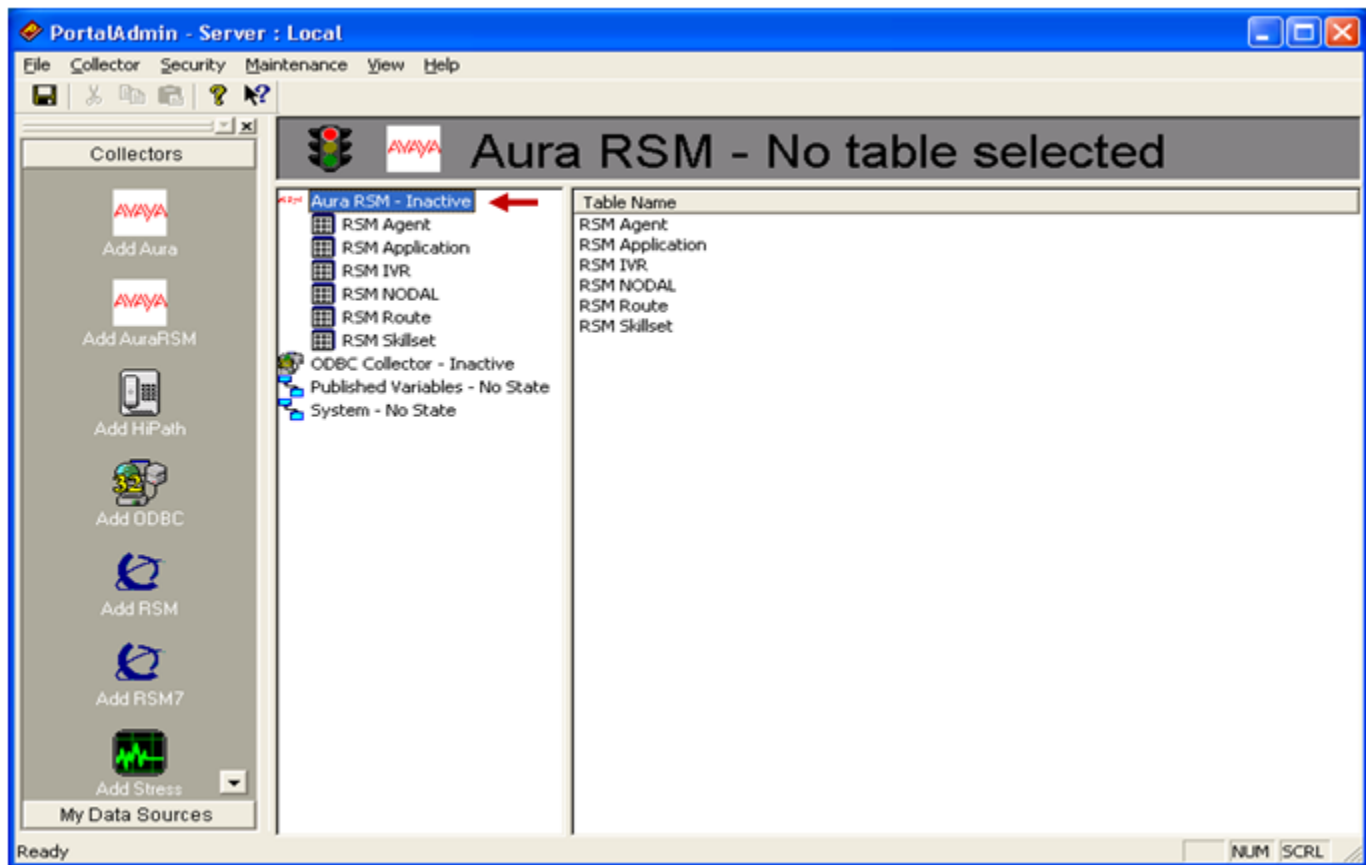 PortalAdmin - Server : Local
File Collector Security Maintenance View Help
Collectors
AVAYA
Add Aura
AVAYA
Add AuraRSM
Add HiPath
32
Add ODBC
Add RSM
Add RSM7
Add Stress
My Data Sources
AVAYA Aura RSM - No table selected
Aura RSM - Inactive
RSM Agent
RSM Application
RSM IVR
RSM NODAL
RSM Route
RSM Skillset
ODBC Collector - Inactive
Published Variables - No State
System - No State
Table Name
RSM Agent
RSM Application
RSM IVR
RSM NODAL
RSM Route
RSM Skillset
Ready
NUM SCRL